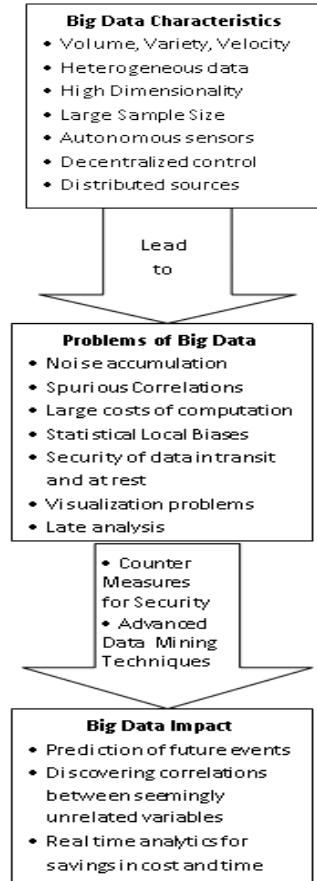 Big Data Characteristics
• Volume, Variety, Velocity
• Heterogeneous data
• High Dimensionality
• Large Sample Size
• Autonomous sensors
• Decentralized control
• Distributed sources
Lead
to
Problems of Big Data
• Noise accumulation
• Spurious Correlations
• Large costs of computation
• Statistical Local Biases
• Security of data in transit
and at rest
• Visualization problems
• Late analysis
• Counter
Measures
for Security
• Advanced
Data Mining
Techniques
Big Data Impact
• Prediction of future events
• Discovering correlations
between seemingly
unrelated variables
• Real time analytics for
savings in cost and time